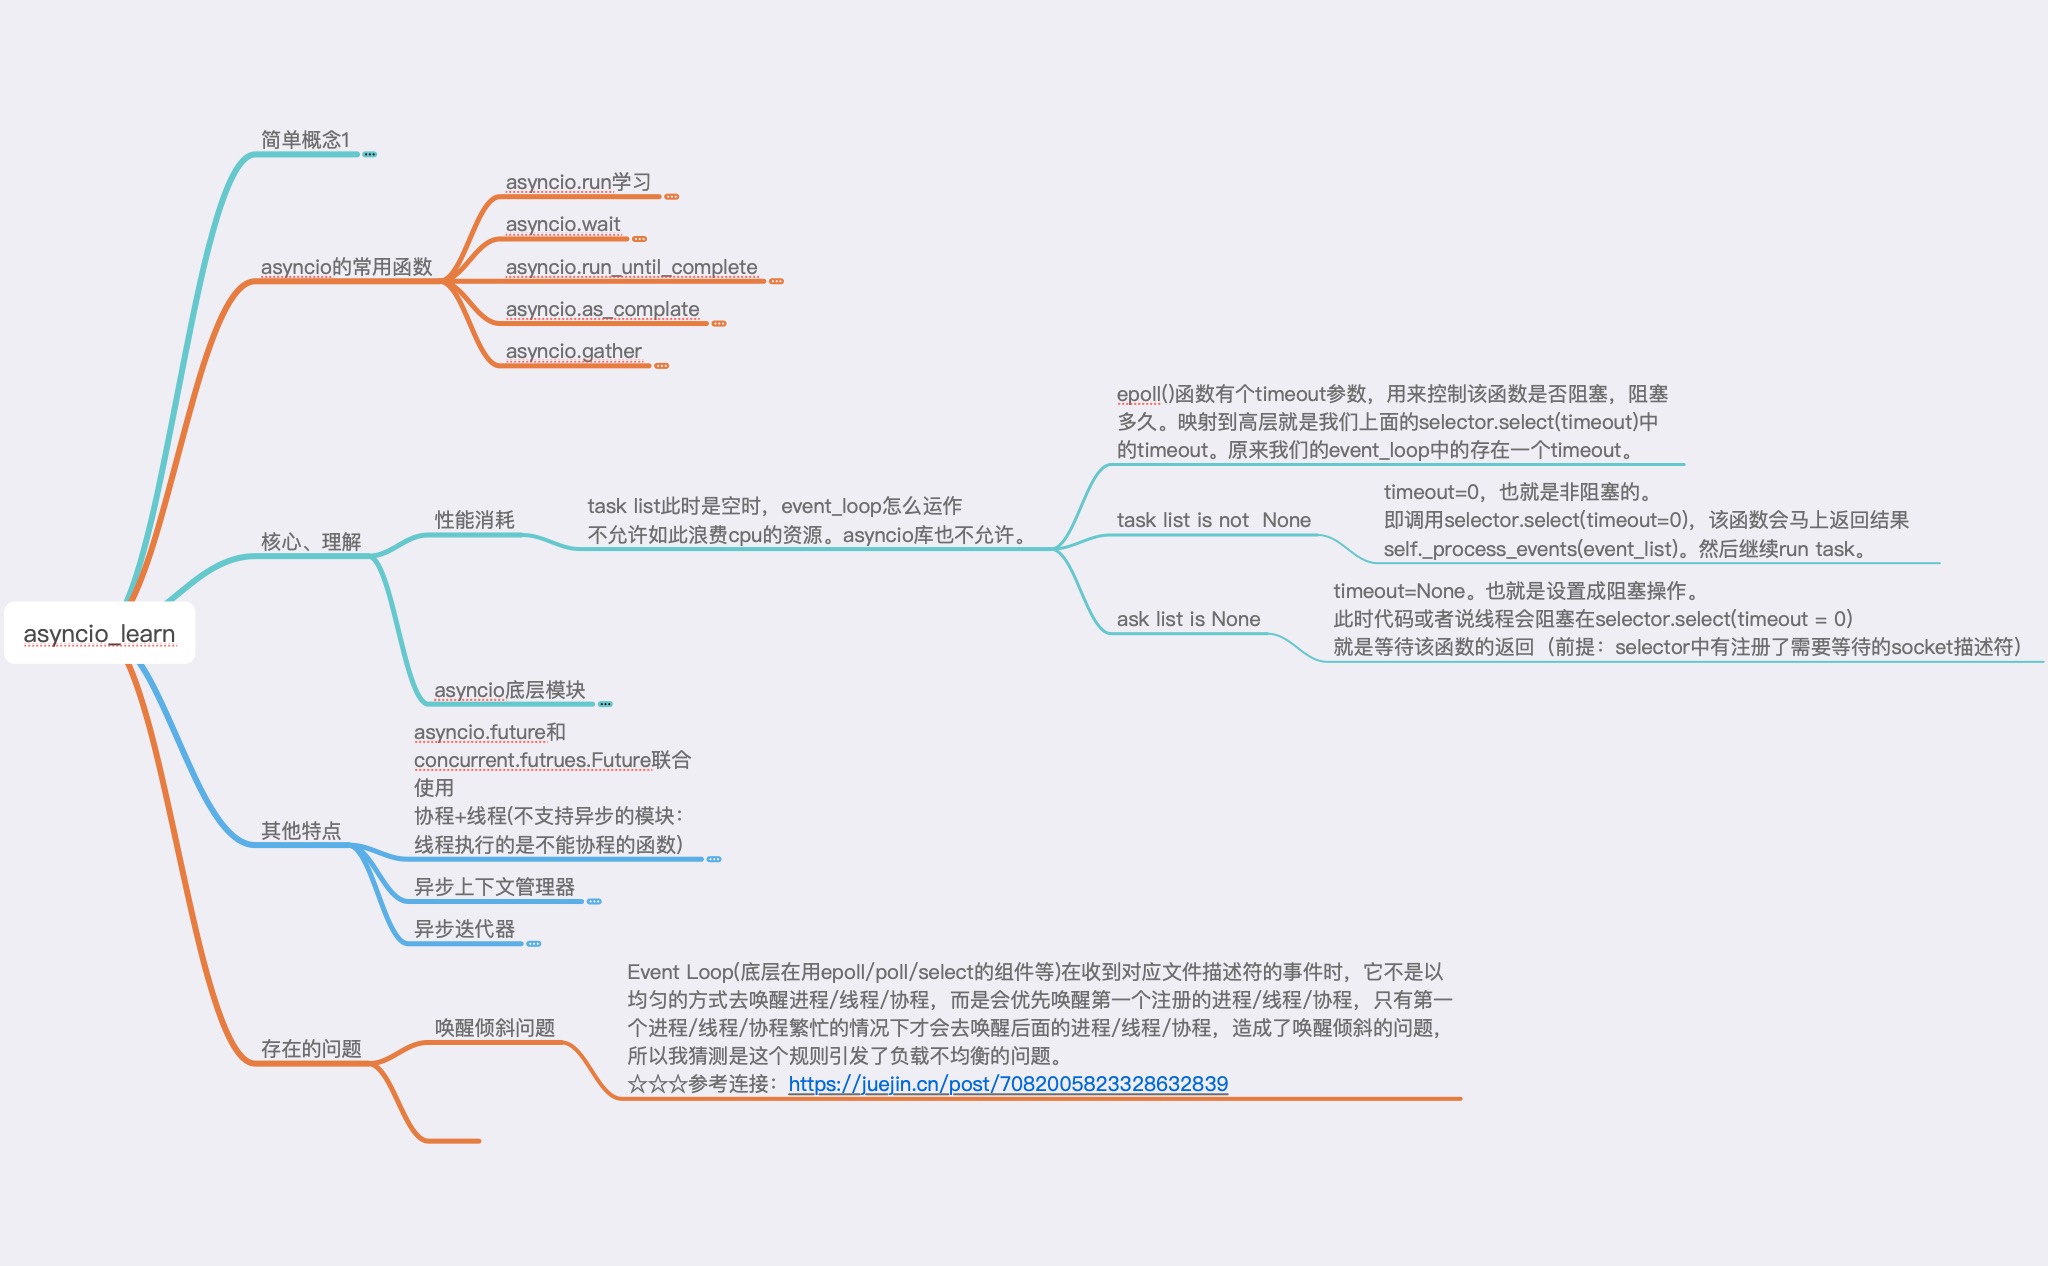 简单概念1
asyncio.run学习
asyncio.wait
asyncio的常用函数
asyncio.run_until_complete
asyncio.as_complate
asyncio.gather
epoll()函数有个timeout参数，用来控制该函数是否阻塞，阻塞
多久。映射到高层就是我们上面的selector.select(timeout)中
的timeout。原来我们的event_loop中的存在一个timeout。
核心、理解
性能消耗
task list此时是空时，event_loop怎么运作
不允许如此浪费cpu的资源。asyncio库也不允许。
task list is not  None
timeout=0，也就是非阻塞的。
即调用selector.select(timeout=0)，该函数会马上返回结果
self._process_events(event_list)。然后继续run task。
ask list is None
timeout=None。也就是设置成阻塞操作。
此时代码或者说线程会阻塞在selector.select(timeout = 0)
就是等待该函数的返回（前提：selector中有注册了需要等待的socket描述符）
asyncio_learn
asyncio底层模块
asyncio.future和
concurrent.futrues.Future联合
使用
协程+线程(不支持异步的模块：
线程执行的是不能协程的函数)
其他特点
异步上下文管理器
异步迭代器
存在的问题
唤醒倾斜问题
Event Loop(底层在用epoll/poll/select的组件等)在收到对应文件描述符的事件时，它不是以
均匀的方式去唤醒进程/线程/协程，而是会优先唤醒第一个注册的进程/线程/协程，只有第一
个进程/线程/协程繁忙的情况下才会去唤醒后面的进程/线程/协程，造成了唤醒倾斜的问题，
所以我猜测是这个规则引发了负载不均衡的问题。
☆☆☆参考连接：https://juejin.cn/post/7082005823328632839